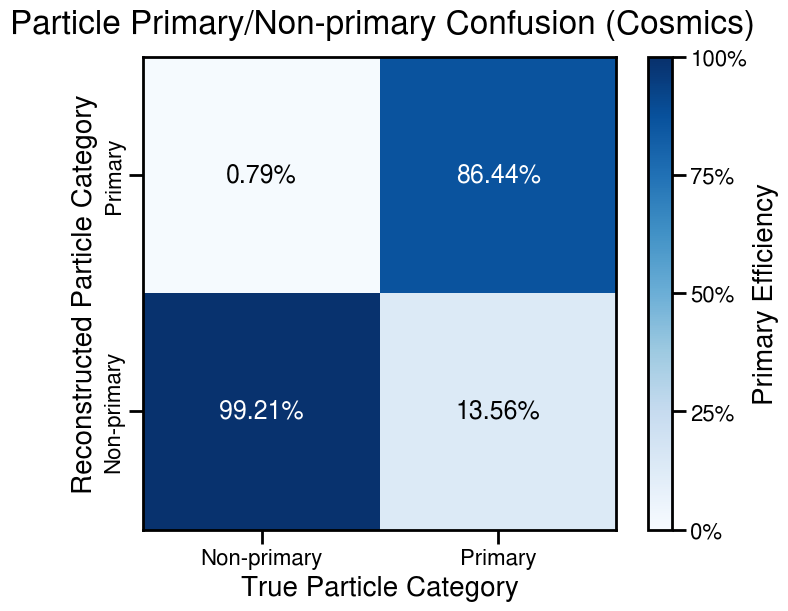 Particle Primary/Non-primary Confusion (Cosmics)
Reconstructed Particle Category
Primary
Non-primary
0.79%
86.44%
99.21%
13.56%
Non-primary
Primary
True Particle Category
100%
75%
50%
25%
0%
Primary Efficiency